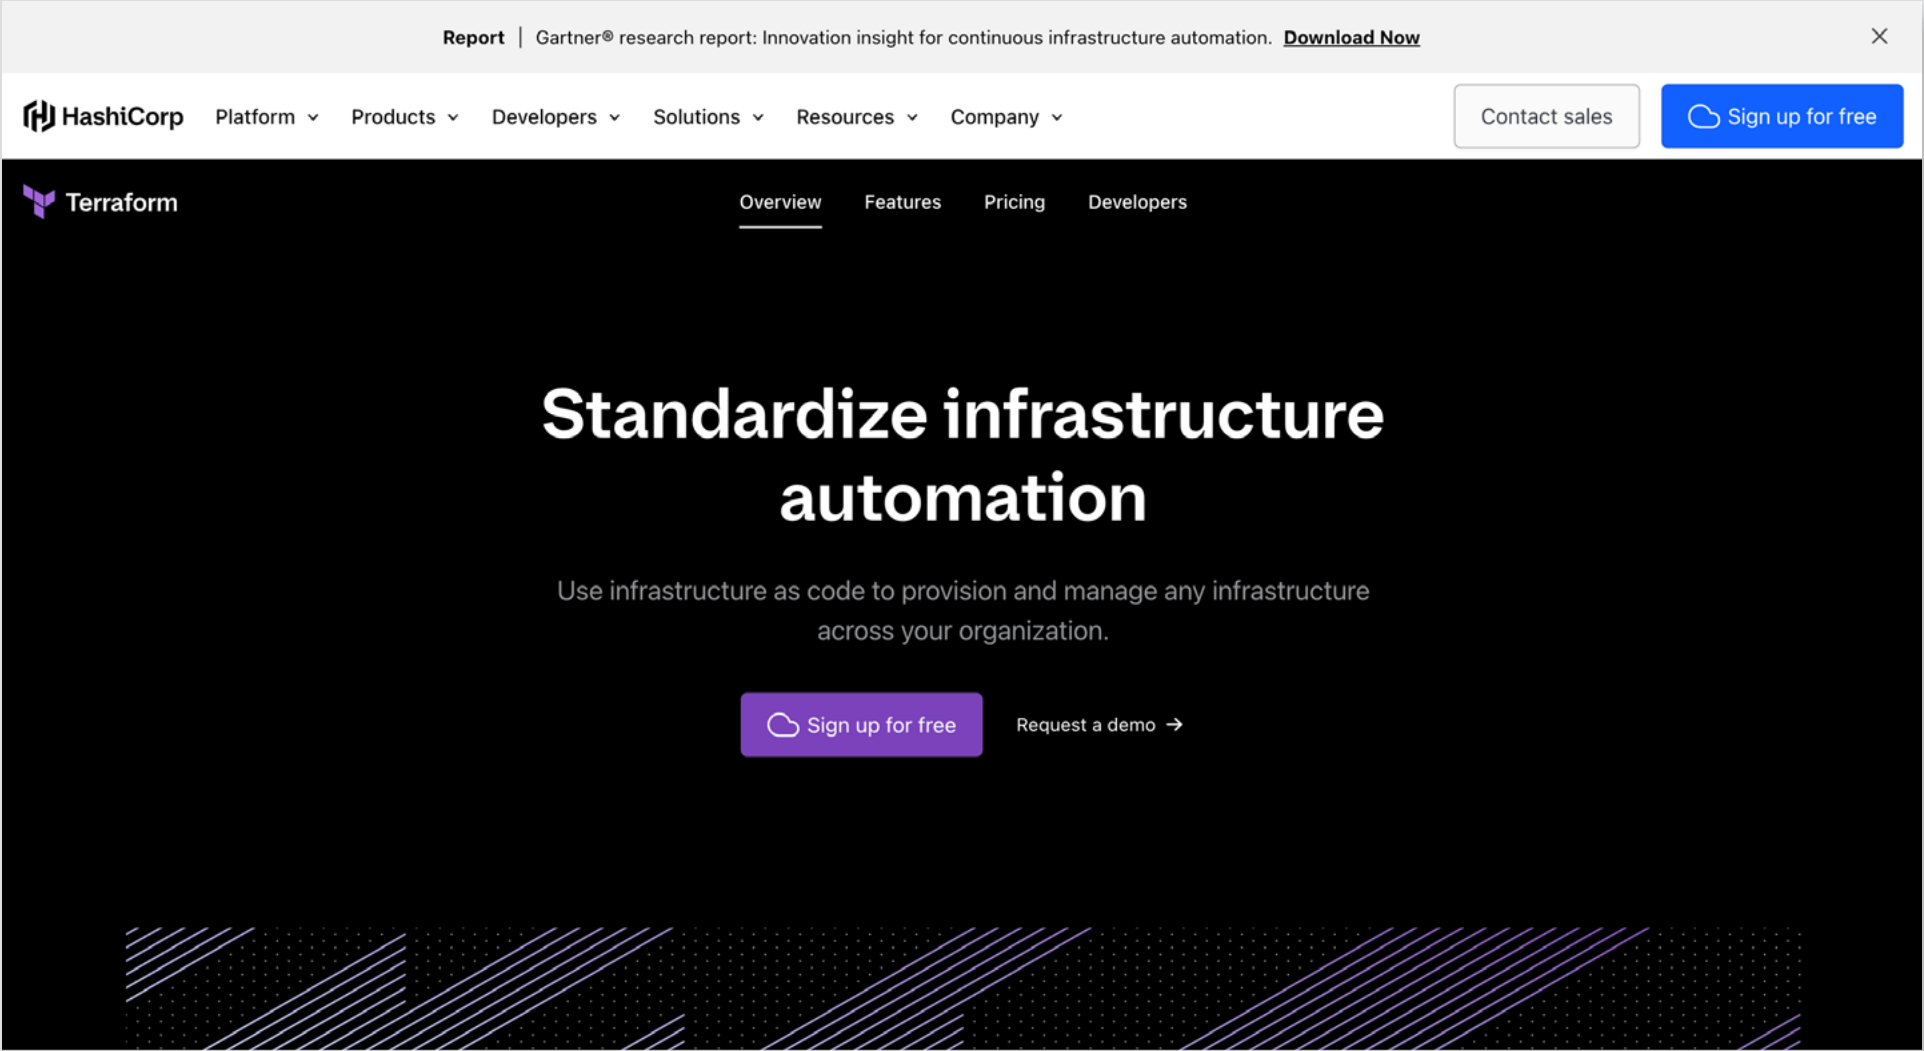 Report | Gartner® research report: Innovation insight for continuous infrastructure automation. Download Now
HashiCorp Platform Products Developers Solutions Resources Company Contact sales Sign up for free
Terraform Overview Features Pricing Developers
Standardize infrastructure
automation
Use infrastructure as code to provision and manage any infrastructure
across your organization.
Sign up for free Request a demo →